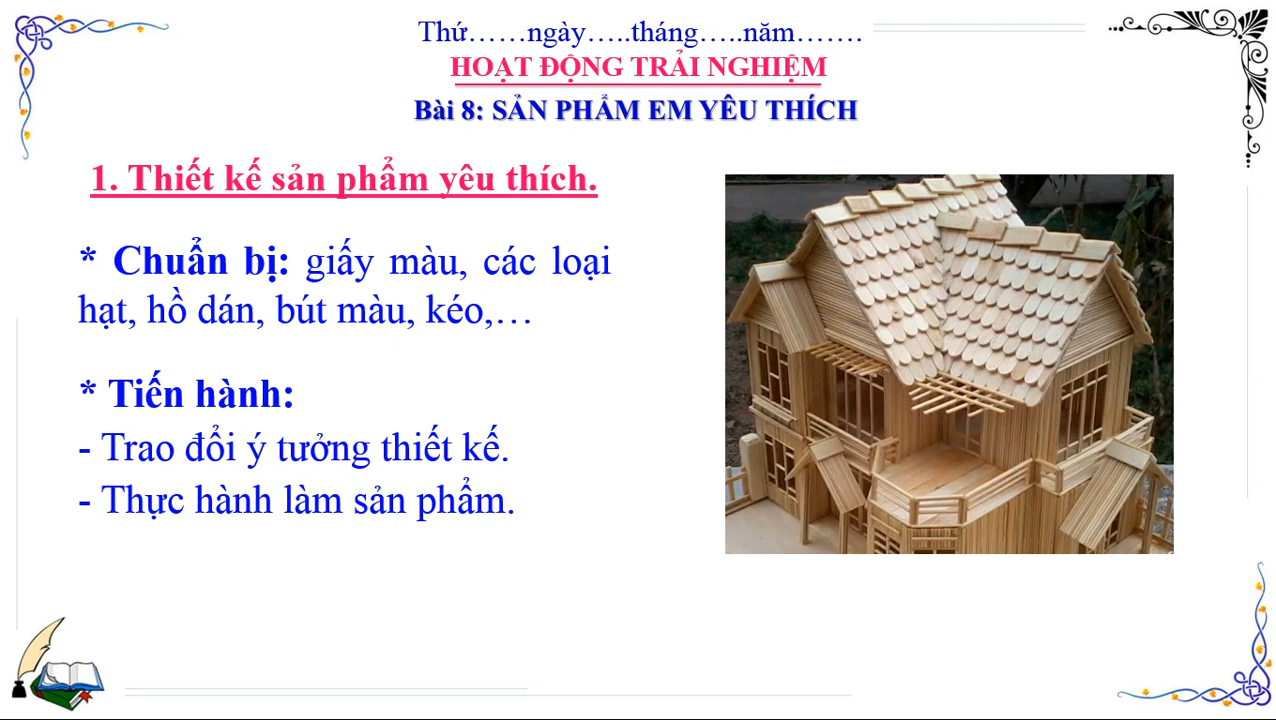 Thứ……ngày…..tháng…..năm…….
HOẠT ĐỘNG TRẢI NGHIỆM
Bài 8: SẢN PHẨM EM YÊU THÍCH
1. Thiết kế sản phẩm yêu thích.
* Chuẩn bị: giấy màu, các loại
hạt, hồ dán, bút màu, kéo,…
* Tiến hành:
- Trao đổi ý tưởng thiết kế.
- Thực hành làm sản phẩm.